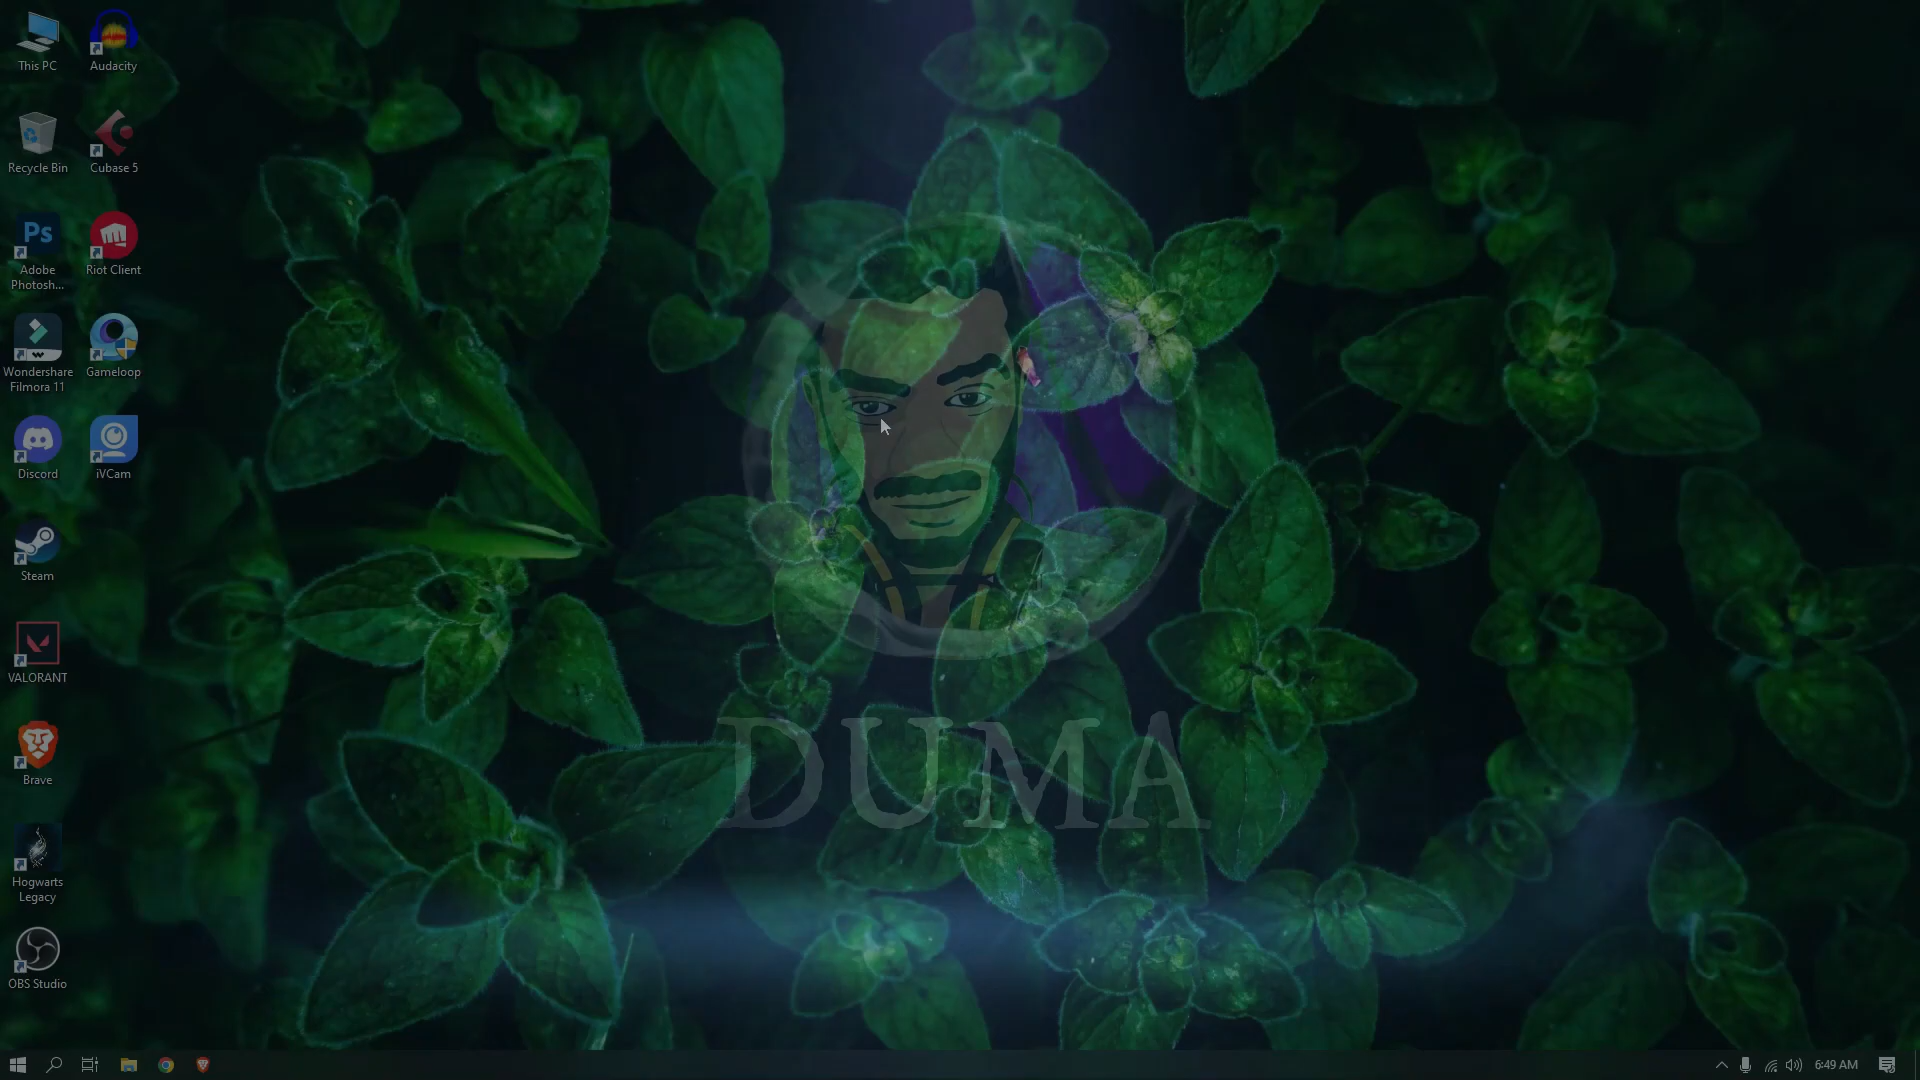 This PC
Audacity
Recycle Bin
Cubase 5
Ps
Adobe
Photosh...
Riot Client
Wondershare
Filmora 11
Gameloop
Discord
iVCam
Steam
VALORANT
Brave
Hogwarts
Legacy
OBS Studio
DUMA
6:49 AM